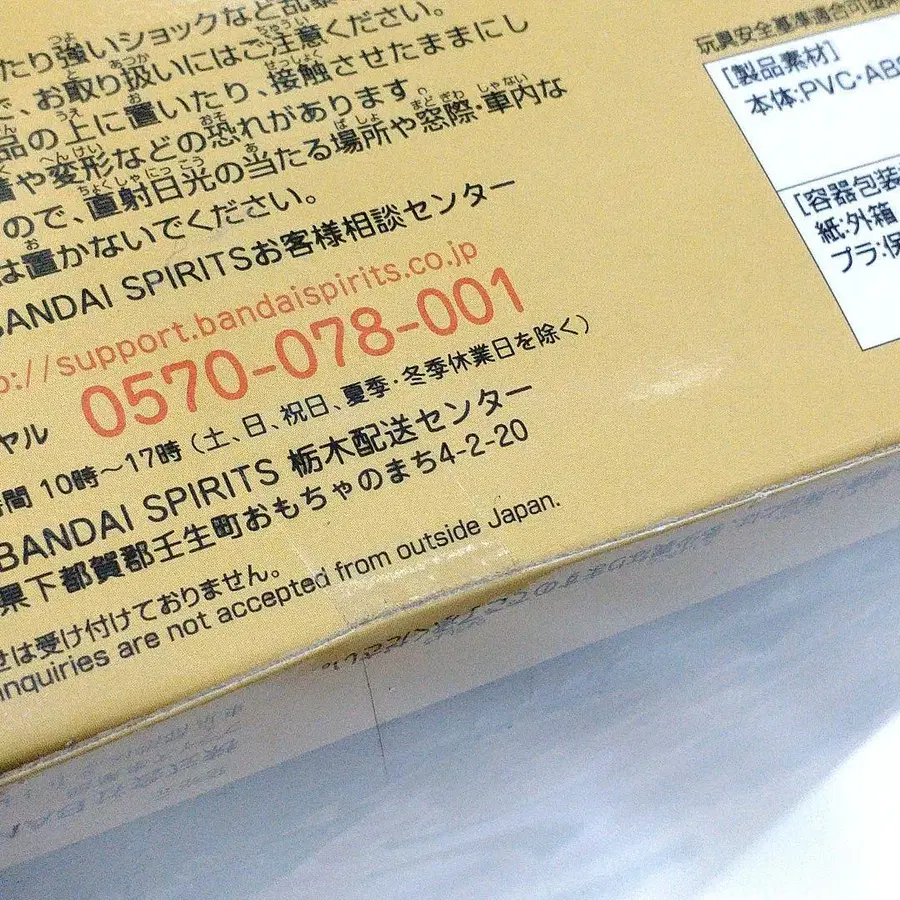 たり強いショックなど乱暴
で、お取り扱いにはご注意ください。
品の上に置いたり、接触させたままにし
や変形などの恐れがあります。
ので、直射日光の当たる場所や窓際・車内な
は置かないでください。
BANDAI SPIRITSお客様相談センター
p://support.bandaispirits.co.jp
ヤル 0570-078-001
時間 10時〜17時（土、日、祝日、夏季・冬季休業日を除く）
BANDAI SPIRITS 栃木配送センター
県下都賀郡壬生町おもちゃのまち4-2-20
せは受け付けておりません。
inquiries are not accepted from outside Japan.
玩具安全基準適合
[製品素材]
本体:PVC・ABS
[容器包装
紙:外箱
プラ:保